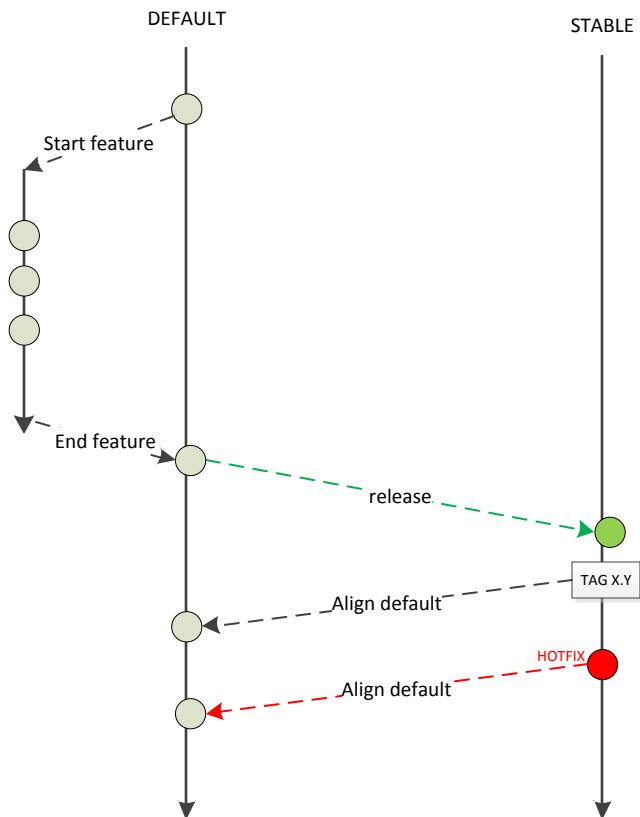 DEFAULT
STABLE
Start feature
End feature
release
TAG X.Y
Align default
HOTFIX
Align default